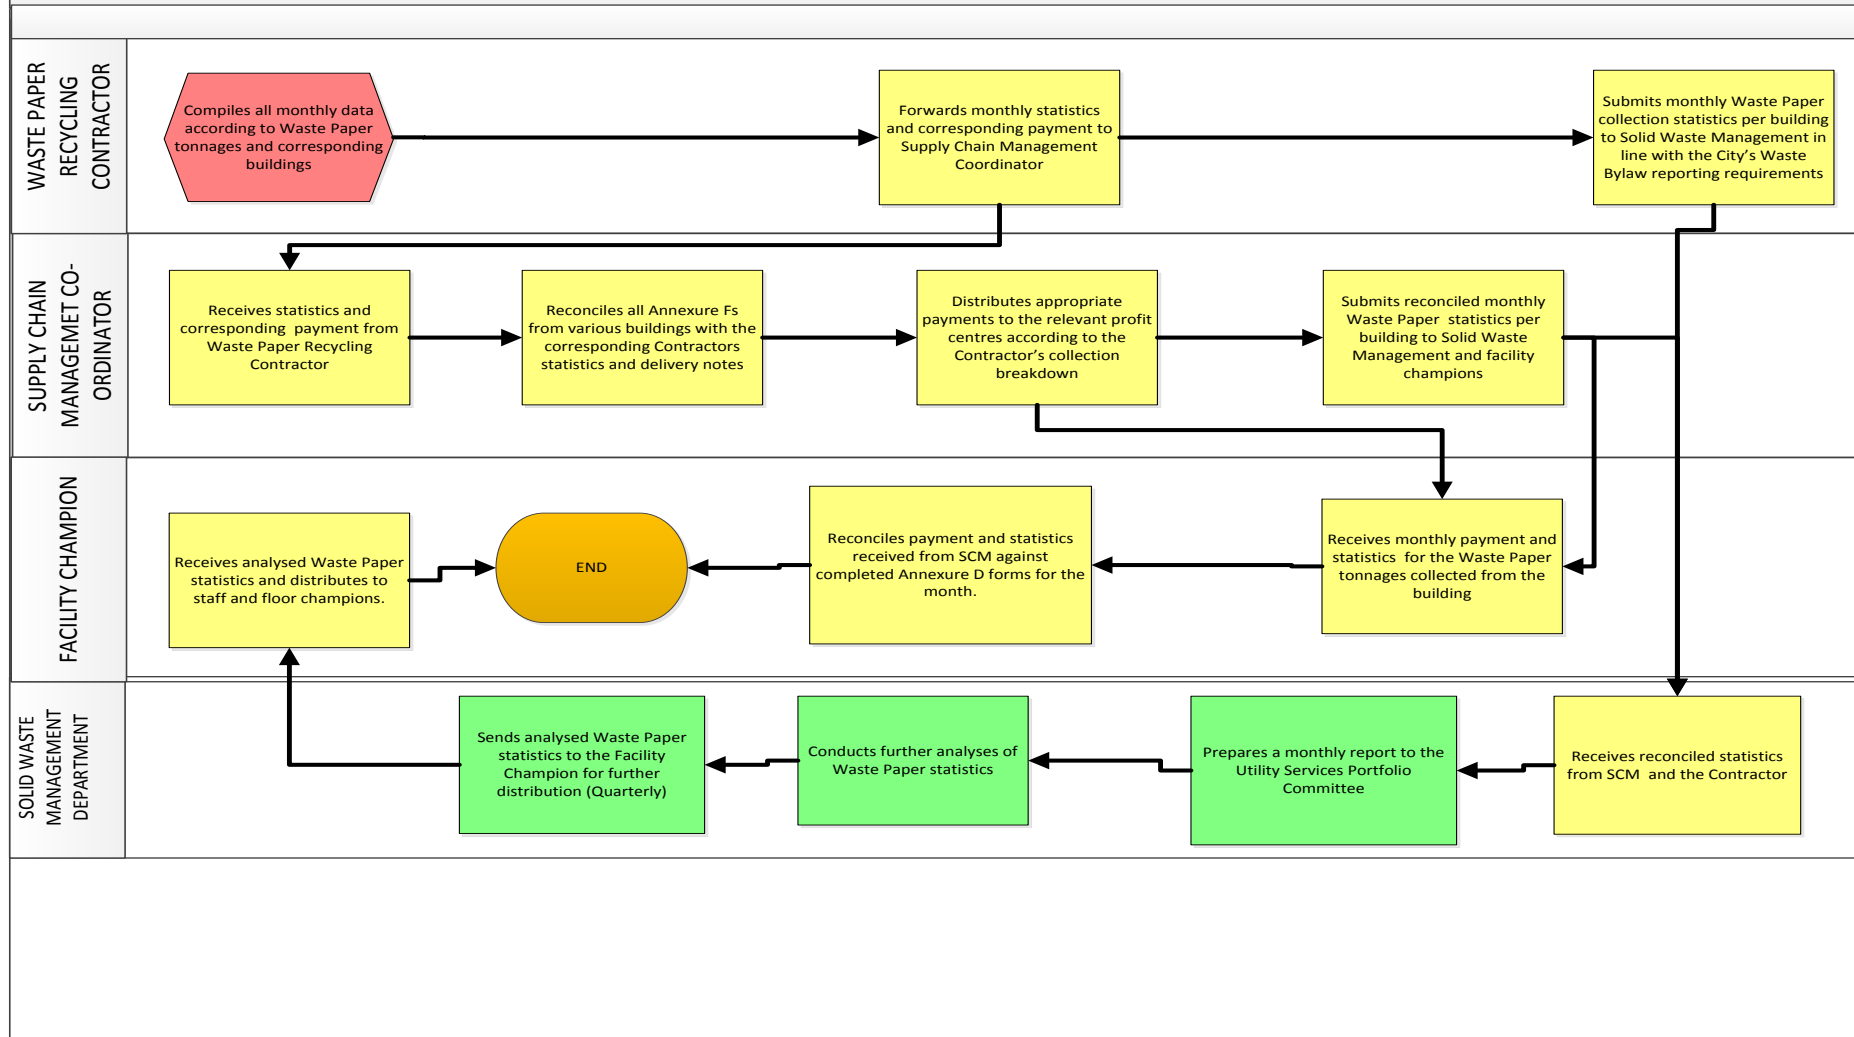 WASTE PAPER
RECYCLING
CONTRACTOR
Compiles all monthly data
according to Waste Paper
tonnages and corresponding
buildings
Forwards monthly statistics
and corresponding payment to
Supply Chain Management
Coordinator
Submits monthly Waste Paper
collection statistics per building
to Solid Waste Management in
line with the City’s Waste
Bylaw reporting requirements
SUPPLY CHAIN
MANAGEMET CO-
ORDINATOR
Receives statistics and
corresponding payment from
Waste Paper Recycling
Contractor
Reconciles all Annexure Fs
from various buildings with the
corresponding Contractors
statistics and delivery notes
Distributes appropriate
payments to the relevant profit
centres according to the
Contractor’s collection
breakdown
Submits reconciled monthly
Waste Paper statistics per
building to Solid Waste
Management and facility
champions
FACILITY CHAMPION
Receives analysed Waste Paper
statistics and distributes to
staff and floor champions.
END
Reconciles payment and statistics
received from SCM against
completed Annexure D forms for the
month.
Receives monthly payment and
statistics for the Waste Paper
tonnages collected from the
building
SOLID WASTE
MANAGEMENT
DEPARTMENT
Sends analysed Waste Paper
statistics to the Facility
Champion for further
distribution (Quarterly)
Conducts further analyses of
Waste Paper statistics
Prepares a monthly report to the
Utility Services Portfolio
Committee
Receives reconciled statistics
from SCM and the Contractor